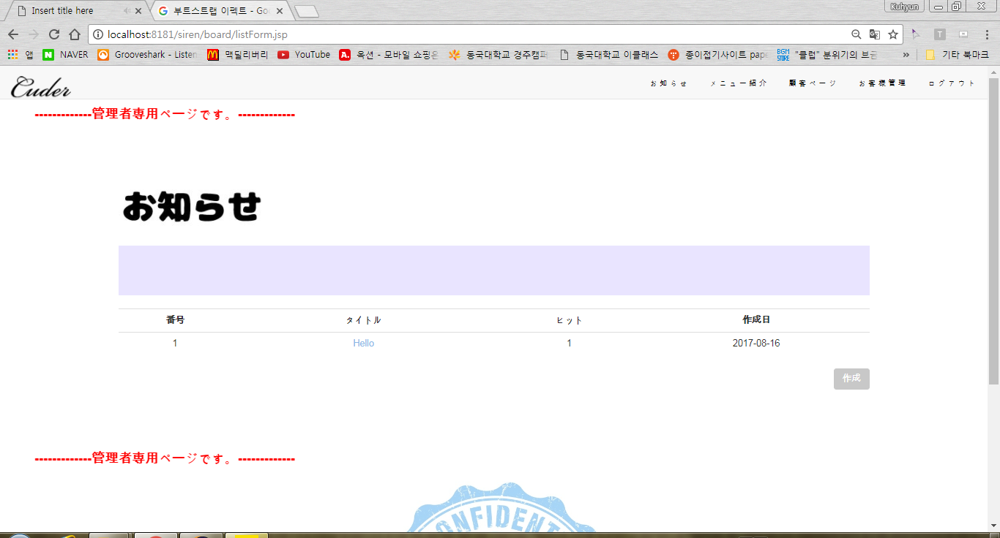 Insert title here
부트스트랩 이펙트 - Go
Kuhyun
localhost:8181/siren/board/listForm.jsp
앱 NAVER Grooveshark - Listen 맥딜리버리 YouTube 옥션 - 모바일 쇼핑은 동국대학교 경주캠퍼 동국대학교 이클래스 종이접기사이트 pape BGM STORE "클럽" 분위기의 브금 » 기타 북마크
Cuder
お知らせ メニュー紹介 顧客ページ お客様管理 ログアウト
-------------管理者専用ページです。-------------
お知らせ
番号 タイトル ヒット 作成日
1 Hello 1 2017-08-16
作成
-------------管理者専用ページです。-------------